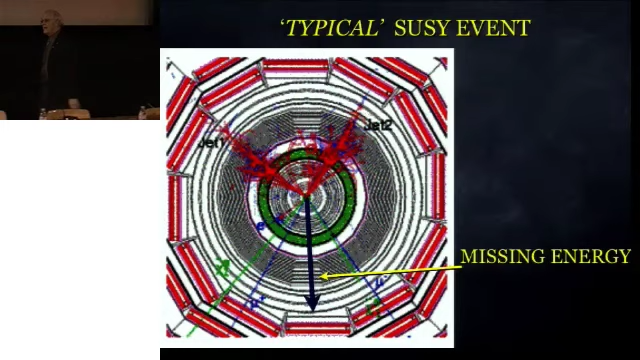 ‘TYPICAL’ SUSY EVENT
Jet1
Jet2
MISSING ENERGY